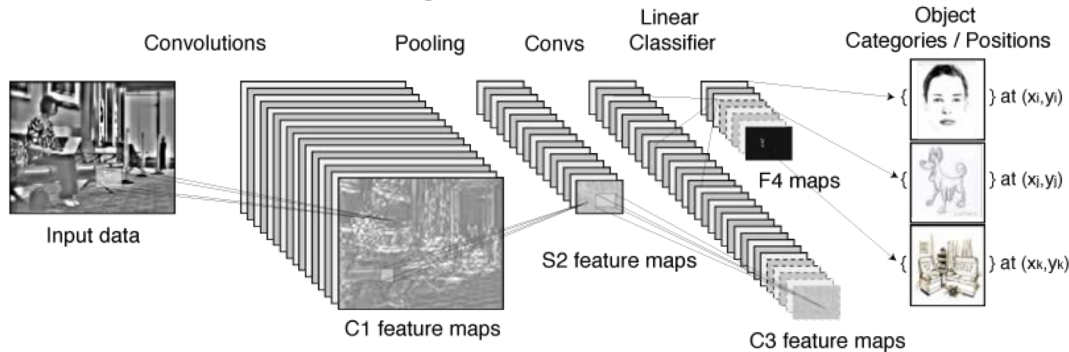 Convolutions
Pooling
Convs
Linear
Classifier
Object
Categories / Positions
Input data
C1 feature maps
S2 feature maps
C3 feature maps
F4 maps
{ } at (xi,yi)
{ } at (xj,yj)
{ } at (xk,yk)